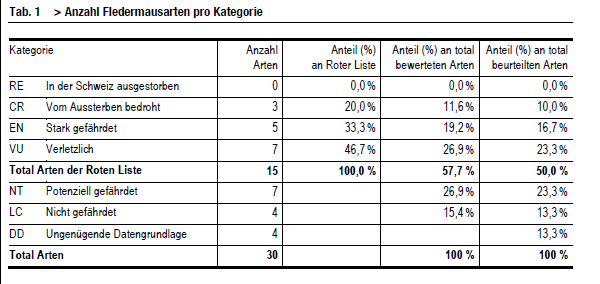 Tab. 1 > Anzahl Fledermausarten pro Kategorie
Kategorie Anzahl Arten Anteil (%) an Roter Liste Anteil (%) an total bewerteten Arten Anteil (%) an total beurteilten Arten
RE In der Schweiz ausgestorben 0 0,0 % 0,0 % 0,0 %
CR Vom Aussterben bedroht 3 20,0 % 11,6 % 10,0 %
EN Stark gefährdet 5 33,3 % 19,2 % 16,7 %
VU Verletzlich 7 46,7 % 26,9 % 23,3 %
Total Arten der Roten Liste 15 100,0 % 57,7 % 50,0 %
NT Potenziell gefährdet 7 26,9 % 23,3 %
LC Nicht gefährdet 4 15,4 % 13,3 %
DD Ungenügende Datengrundlage 4 13,3 %
Total Arten 30 100 % 100 %